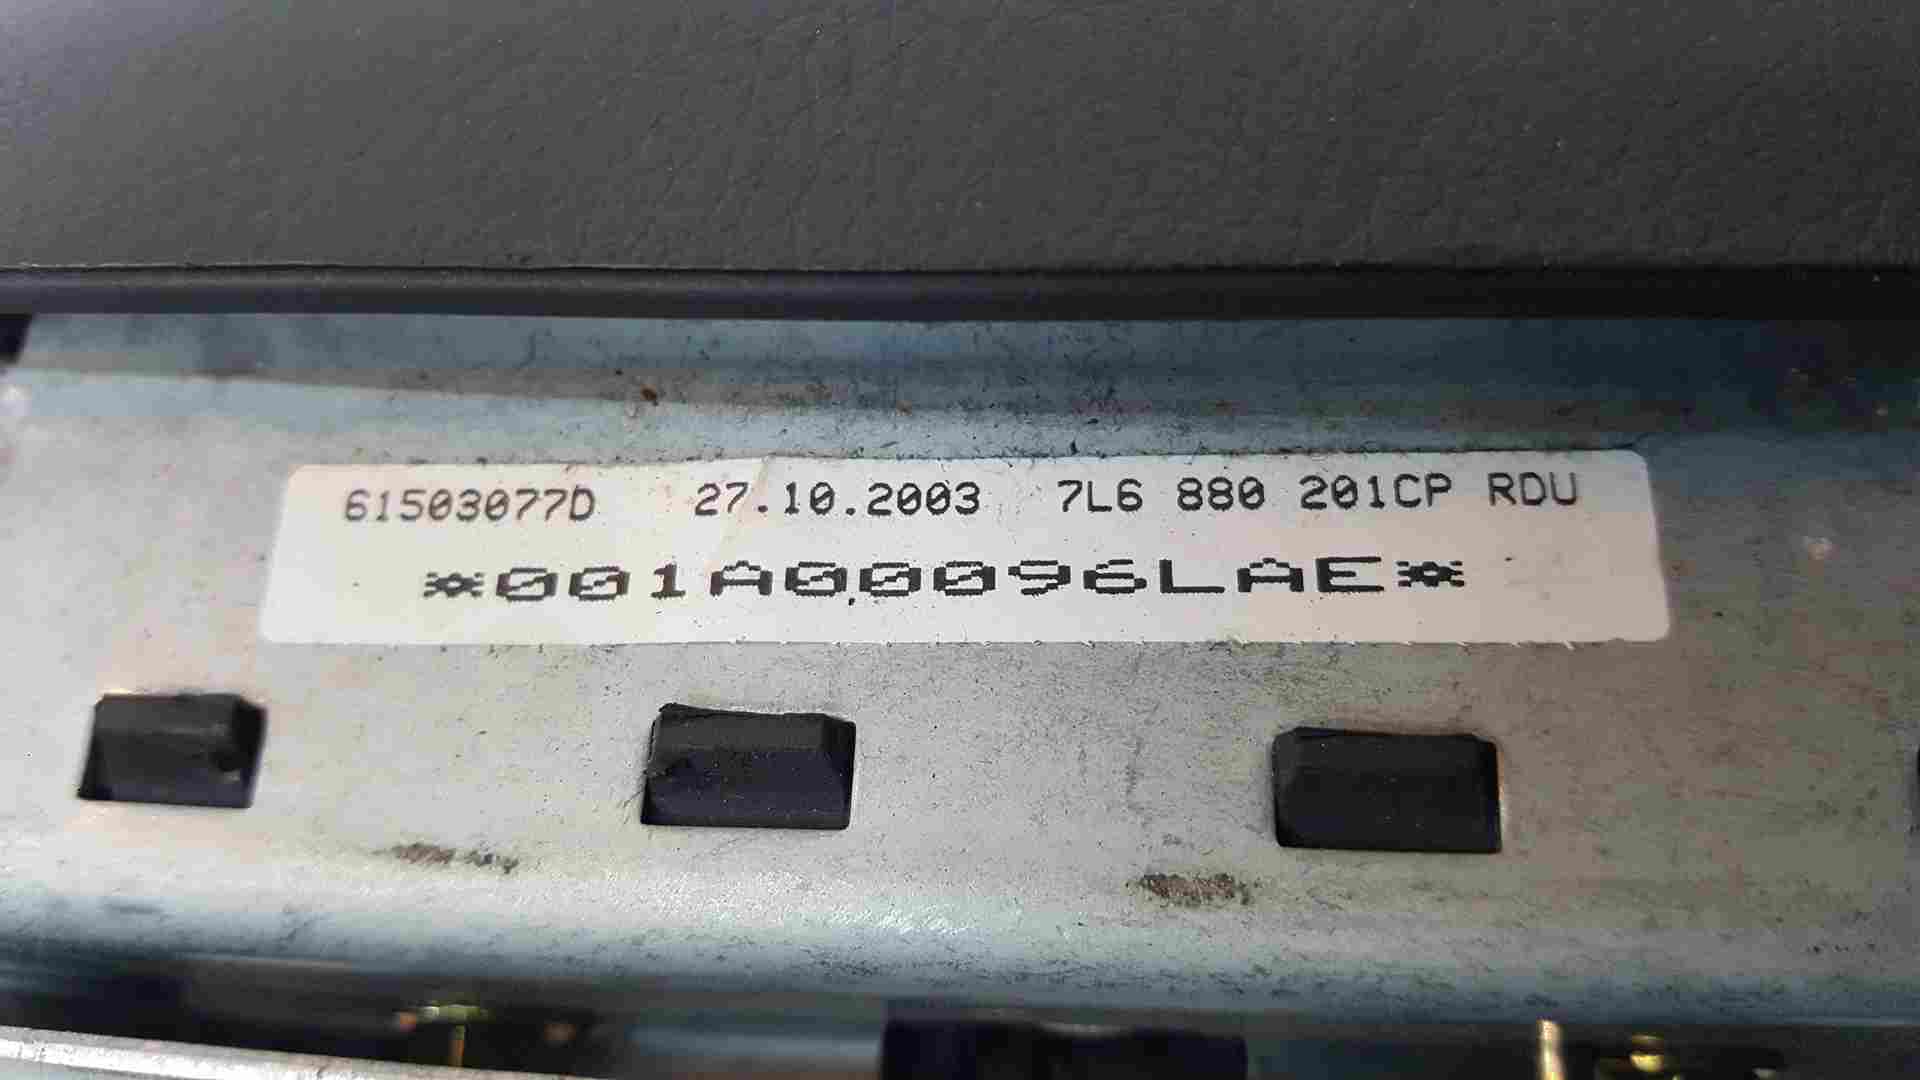 61503077D 27.10.2003 7L6 880 201CP RDU
*001A00096LAE*